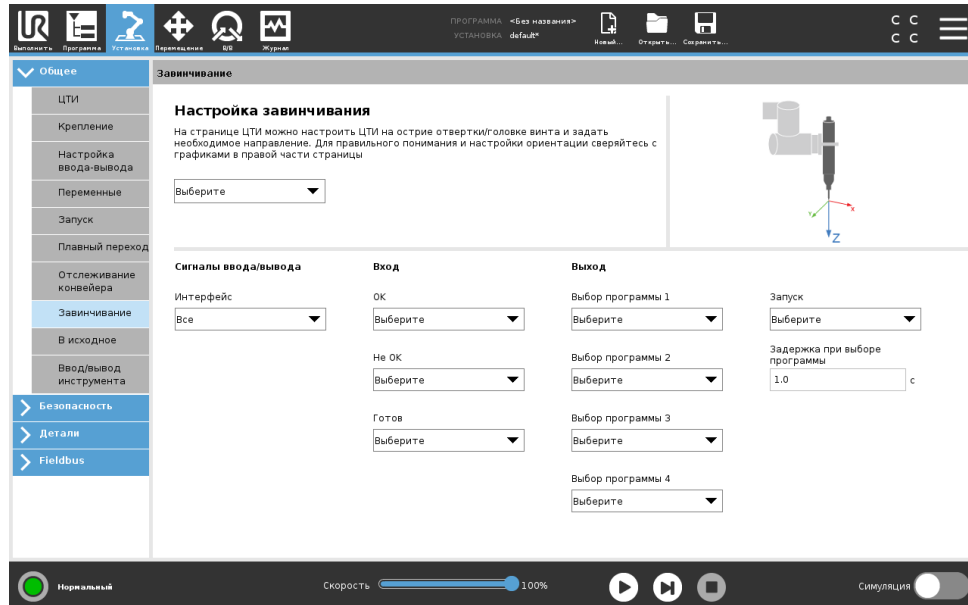 ПРОГРАММА <без названия>
УСТАНОВКА default*
C C
C C
Выполнить Программа Установка Перемещение В/В Журнал
Новый... Открыть... Сохранить...
Общее
ЦТИ
Крепление
Настройка
ввода-вывода
Переменные
Запуск
Плавный переход
Отслеживание
конвейера
Завинчивание
В исходное
Ввод/вывод
инструмента
Безопасность
Детали
Fieldbus
Завинчивание
Настройка завинчивания
На странице ЦТИ можно настроить ЦТИ на острие отвертки/головке винта и задать
необходимое направление. Для правильного понимания и настройки ориентации сверяйтесь с
графиками в правой части страницы
Выберите
Y X
Z
Сигналы ввода/вывода Вход Выход
Интерфейс OK Выбор программы 1 Запуск
Все Выберите Выберите Выберите
Не OK Выбор программы 2 Задержка при выборе
программы
Выберите Выберите 1.0 с
Готов Выбор программы 3
Выберите Выберите
Выбор программы 4
Выберите
Нормальный Скорость 100% Симуляция